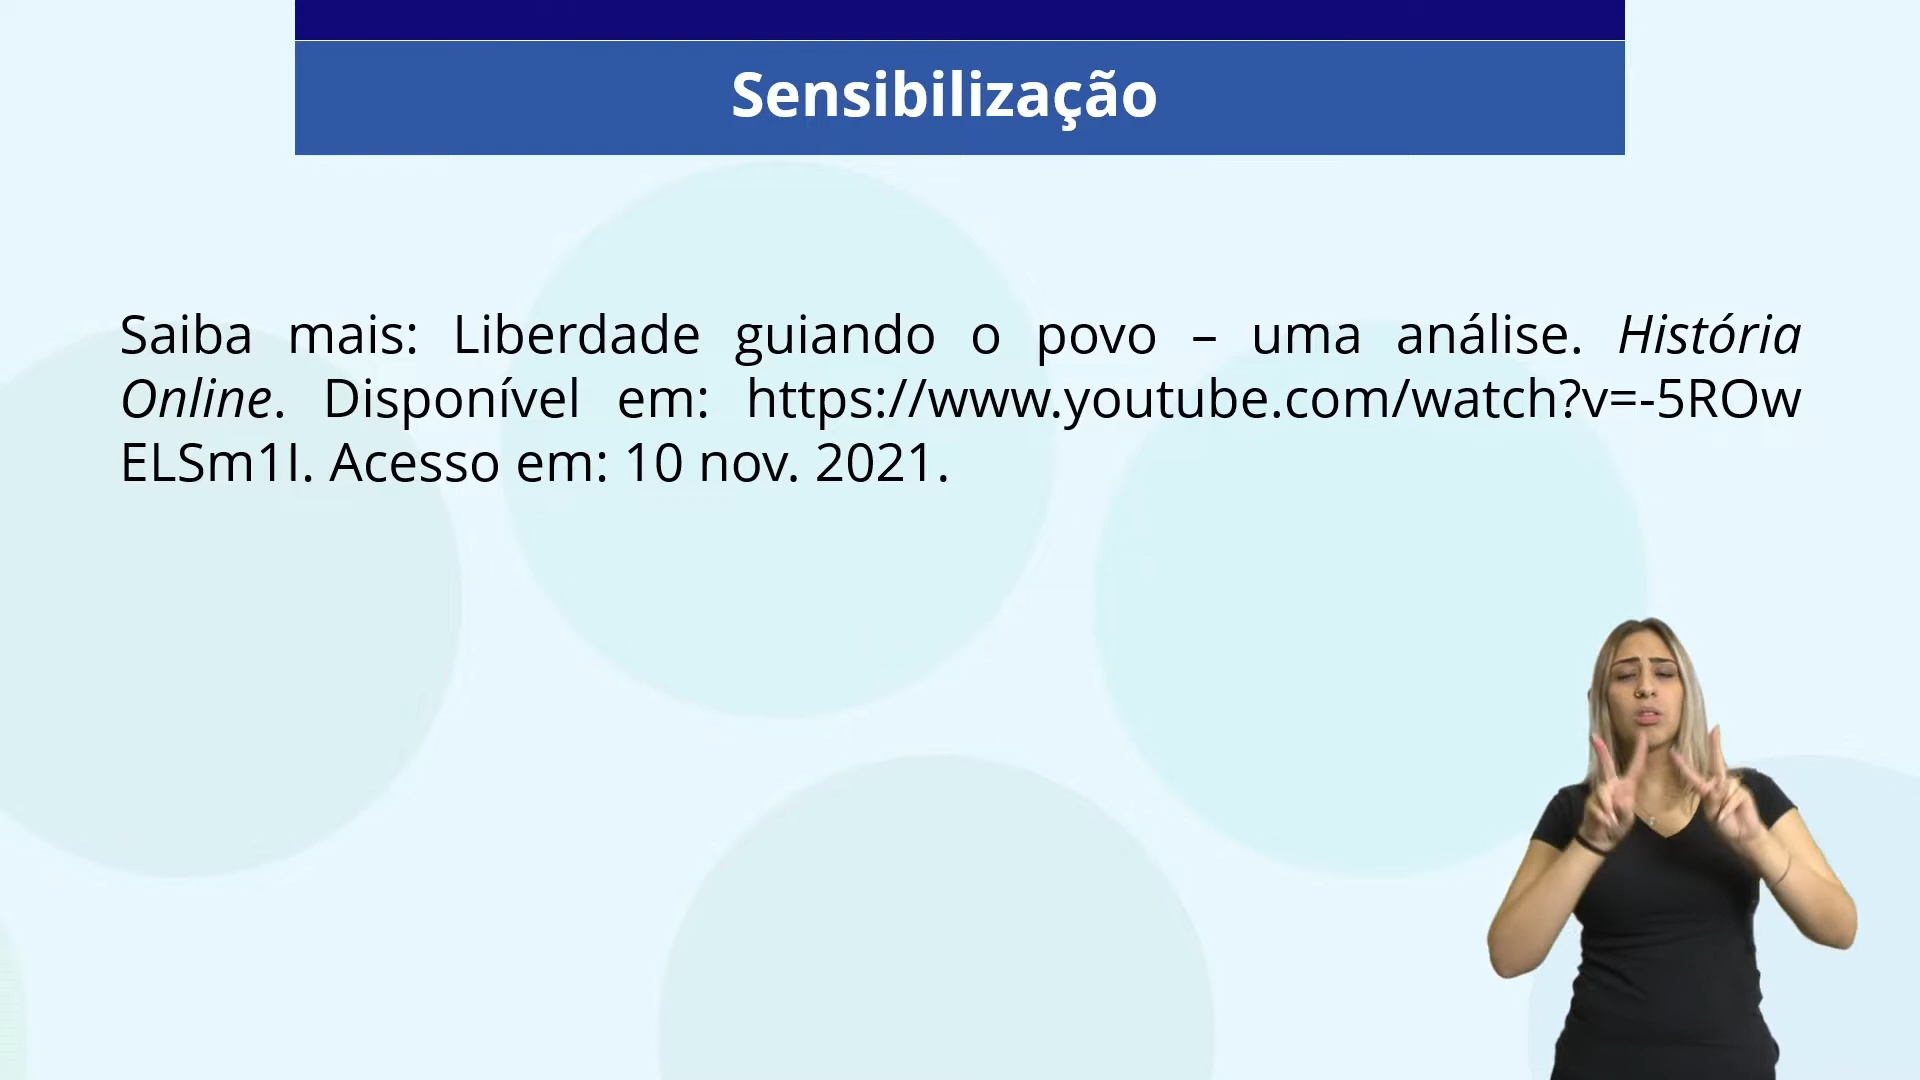 Sensibilização
Saiba mais: Liberdade guiando o povo – uma análise. História
Online. Disponível em: https://www.youtube.com/watch?v=-5ROw
ELSm1I. Acesso em: 10 nov. 2021.